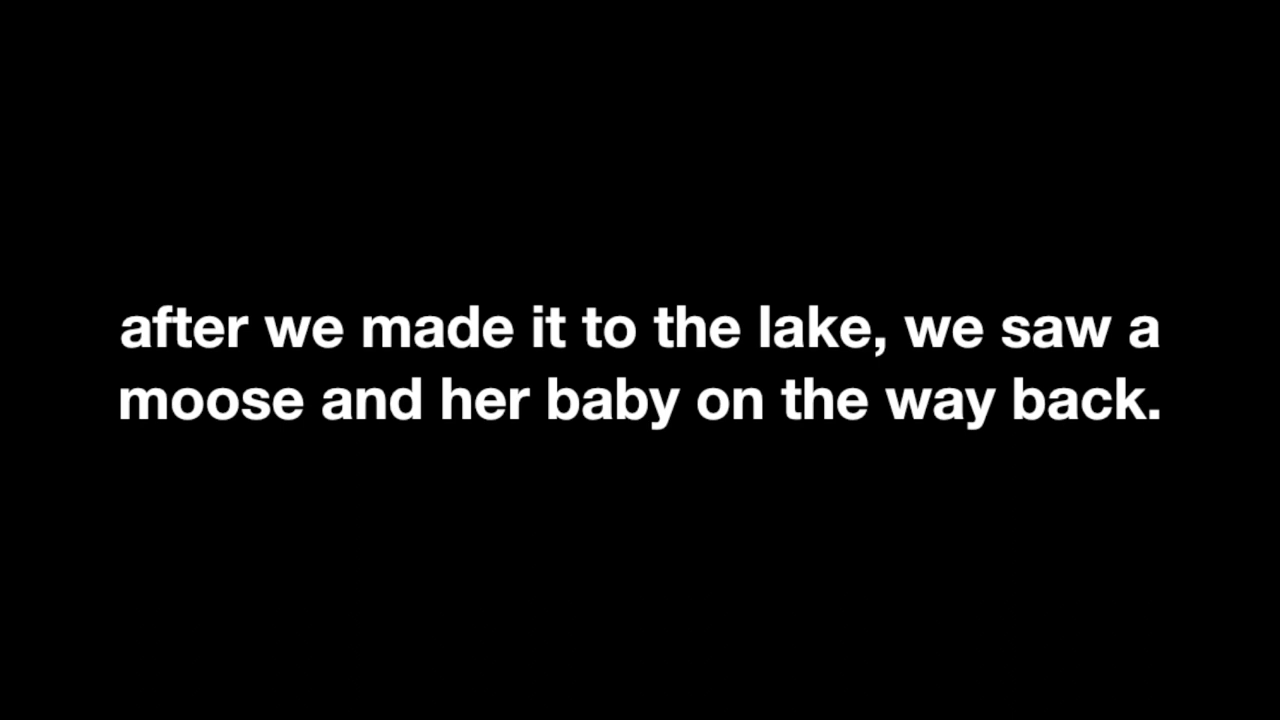 after we made it to the lake, we saw a
moose and her baby on the way back.